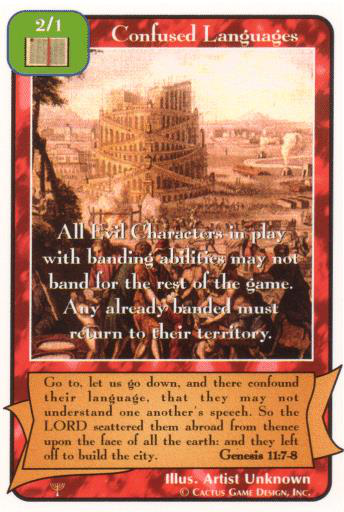 2/1
Confused Languages
All Evil Characters in play
with banding abilities may not
band for the rest of the game.
Any already banded must
return to their territory.
Go to, let us go down, and there confound
their language, that they may not
understand one another's speech. So the
LORD scattered them abroad from thence
upon the face of all the earth: and they left
off to build the city. Genesis 11:7-8
Illus. Artist Unknown
© Cactus Game Design, Inc.